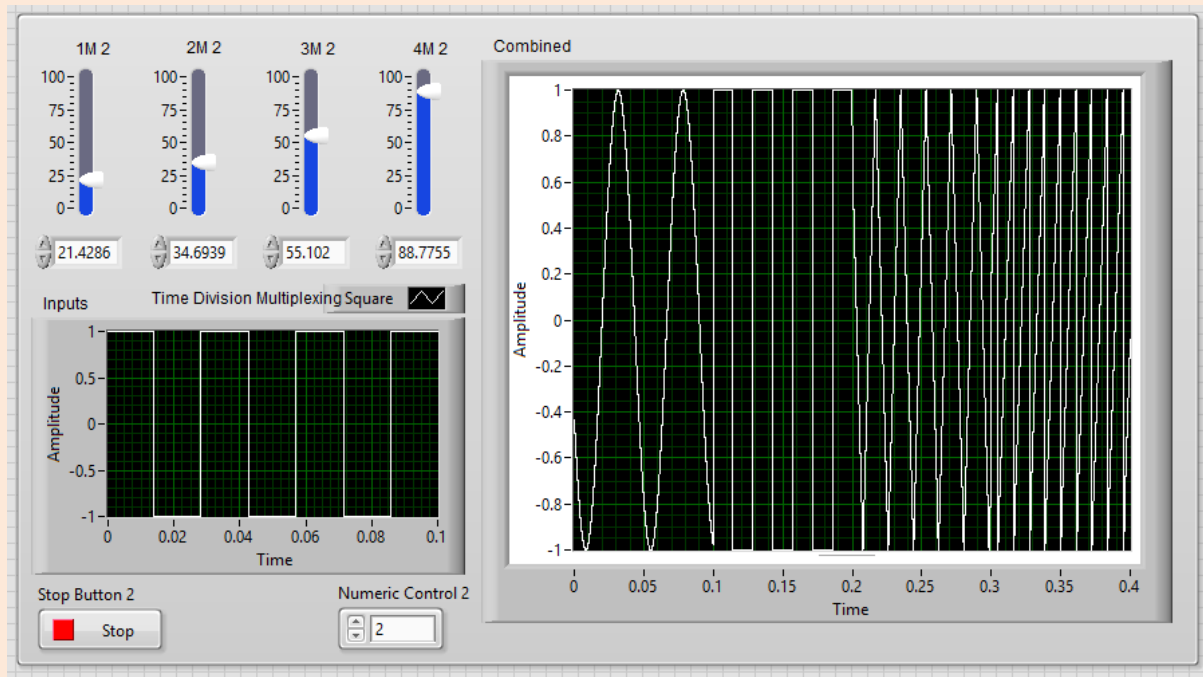 1M 2 2M 2 3M 2 4M 2 Combined
100 100 100 100
75 75 75 75
50 50 50 50
25 25 25 25
0 0 0 0
21.4286 34.6939 55.102 88.7755
Inputs Time Division Multiplexing Square
Amplitude
1
0.5
0
-0.5
-1
0 0.02 0.04 0.06 0.08 0.1
Time
Stop Button 2 Numeric Control 2
Stop 2
Amplitude
1
0.8
0.6
0.4
0.2
0
-0.2
-0.4
-0.6
-0.8
-1
0 0.05 0.1 0.15 0.2 0.25 0.3 0.35 0.4
Time